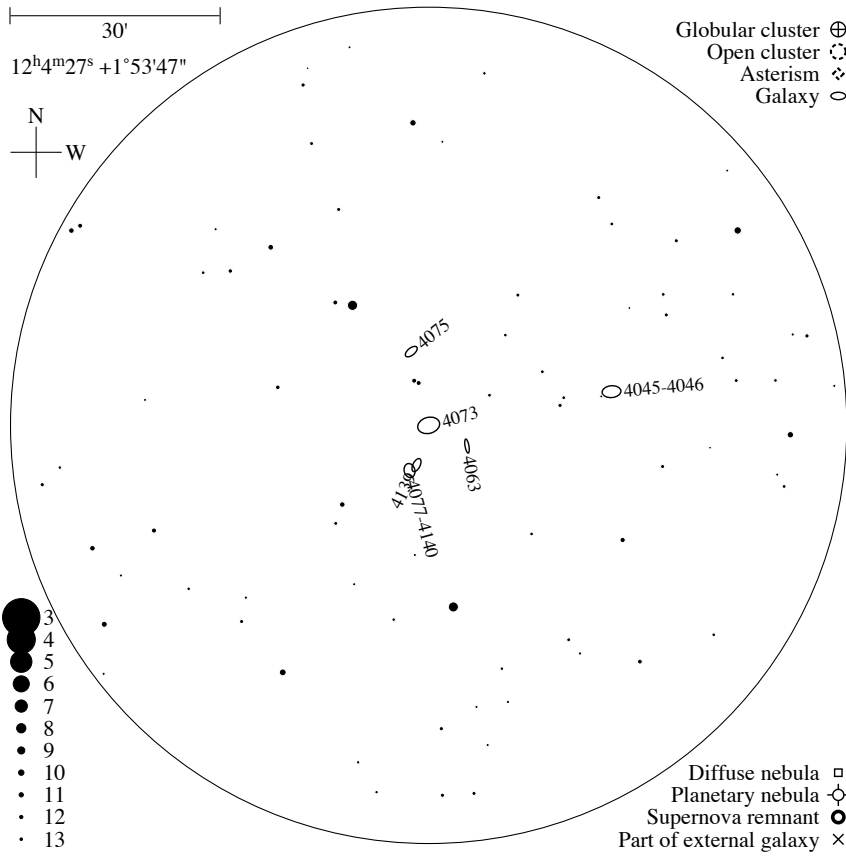 30'
12h4m27s +1°53'47"
N
W
Globular cluster
Open cluster
Asterism
Galaxy
4075
4045-4046
4073
4063
4139
4077-4140
3
4
5
6
7
8
9
10
11
12
13
Diffuse nebula
Planetary nebula
Supernova remnant
Part of external galaxy